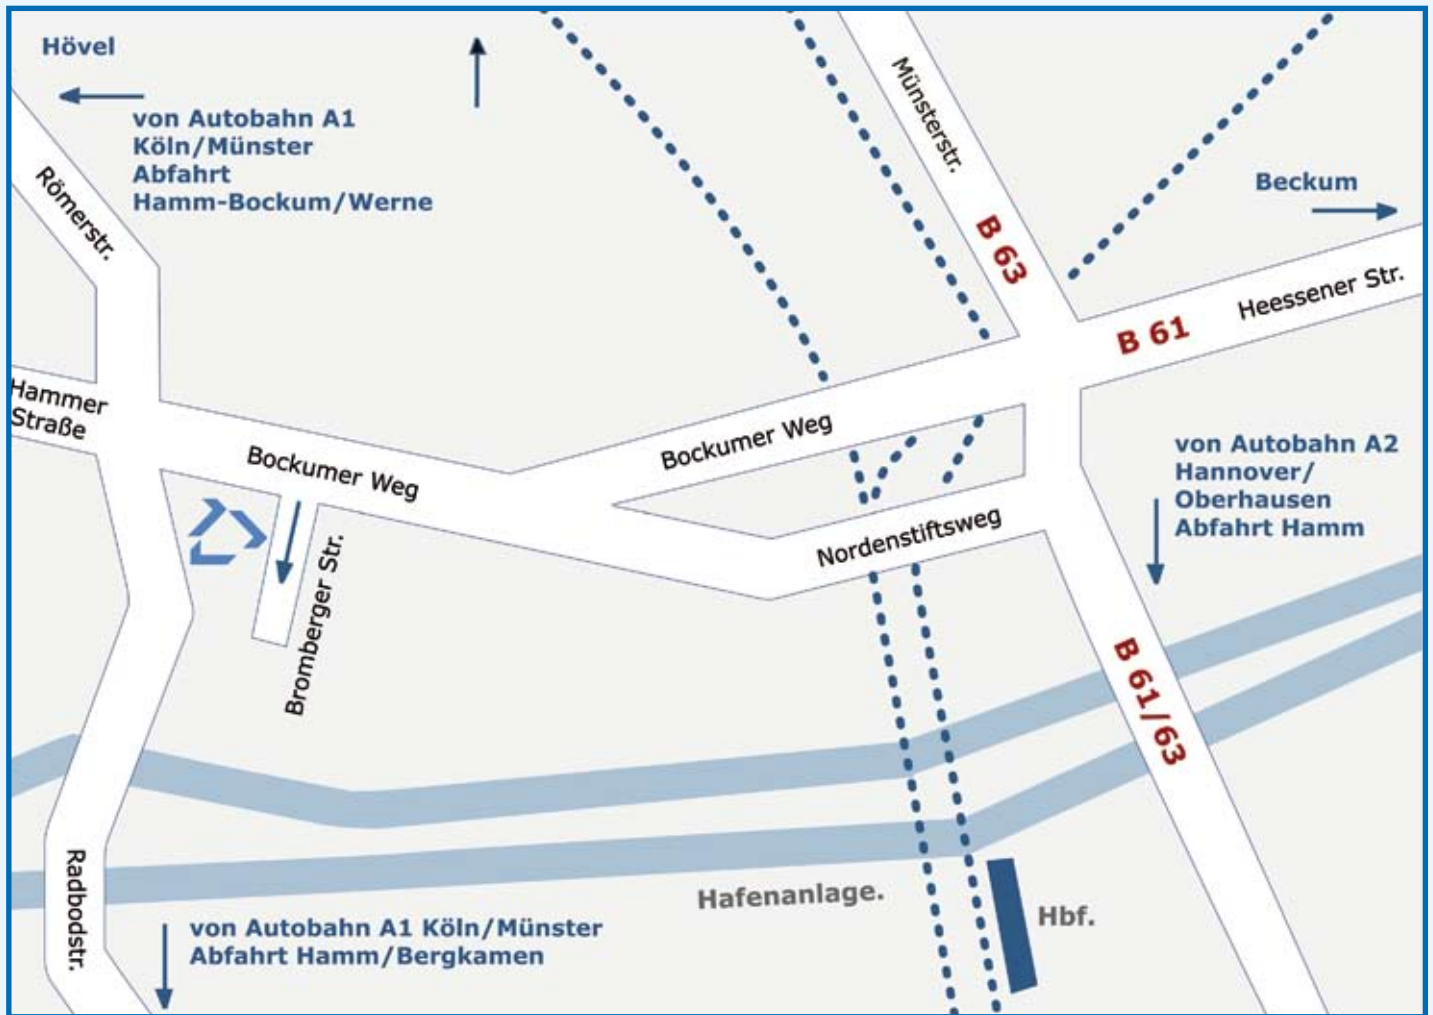 Hövel
von Autobahn A1
Köln/Münster
Abfahrt
Hamm-Bockum/Werne
Münsterstr.
B 63
Beckum
Römerstr.
B 61
Heessener Str.
Hammer
Straße
Bockumer Weg
Bockumer Weg
von Autobahn A2
Hannover/
Oberhausen
Abfahrt Hamm
Nordenstiftsweg
Bromberger Str.
B 61/63
Radbodstr.
Hafenanlage.
Hbf.
von Autobahn A1 Köln/Münster
Abfahrt Hamm/Bergkamen